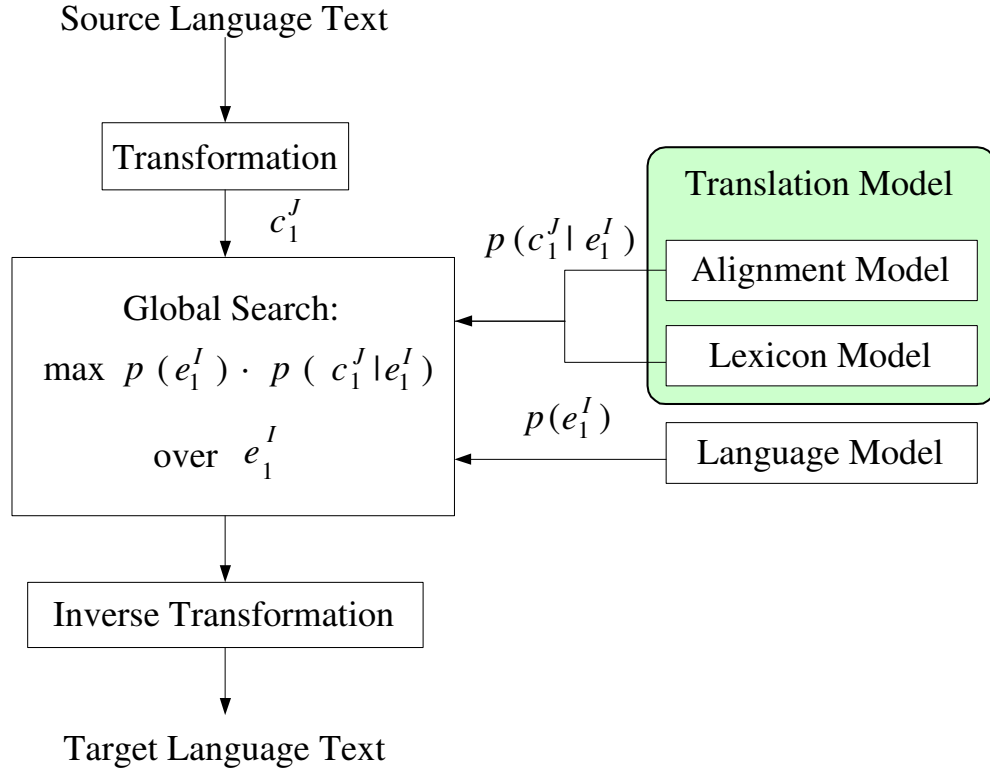 Source Language Text
Transformation
c_1^J
Global Search:
max p (e_1^I) · p ( c_1^J | e_1^I )
over e_1^I
Inverse Transformation
Target Language Text
p (c_1^J | e_1^I)
p(e_1^I)
Translation Model
Alignment Model
Lexicon Model
Language Model